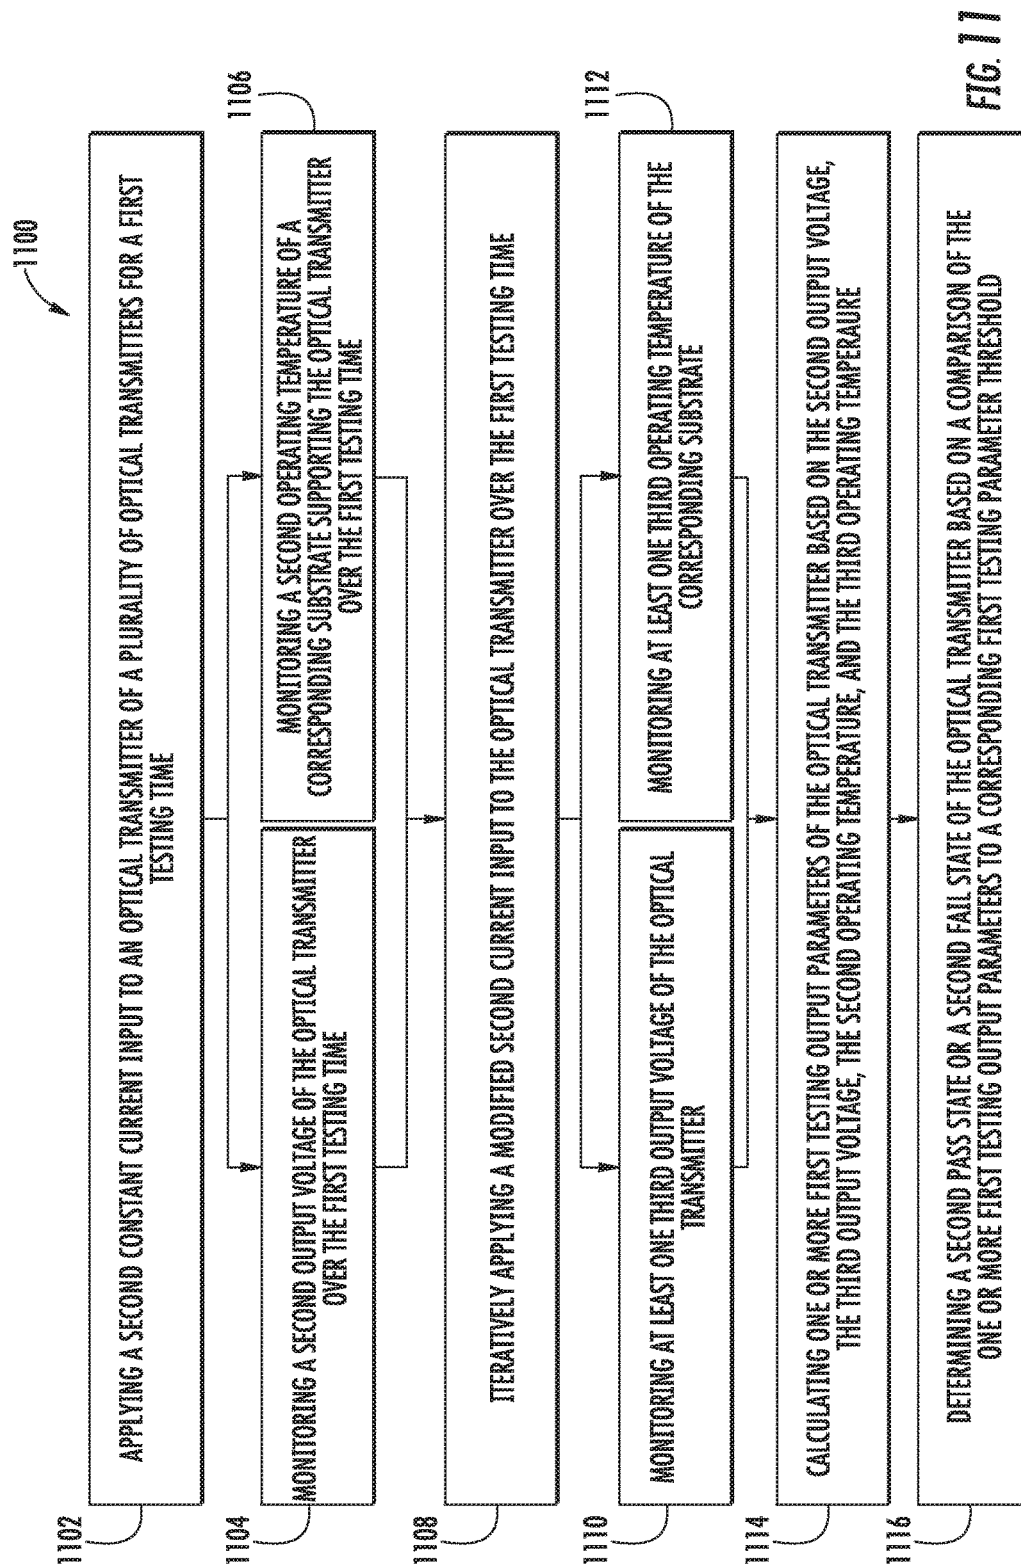 1100
1102
APPLYING A SECOND CONSTANT CURRENT INPUT TO AN OPTICAL TRANSMITTER OF A PLURALITY OF OPTICAL TRANSMITTERS FOR A FIRST
TESTING TIME
1104
MONITORING A SECOND OUTPUT VOLTAGE OF THE OPTICAL TRANSMITTER
OVER THE FIRST TESTING TIME
1106
MONITORING A SECOND OPERATING TEMPERATURE OF A
CORRESPONDING SUBSTRATE SUPPORTING THE OPTICAL TRANSMITTER
OVER THE FIRST TESTING TIME
1108
ITERATIVELY APPLYING A MODIFIED SECOND CURRENT INPUT TO THE OPTICAL TRANSMITTER OVER THE FIRST TESTING TIME
1110
MONITORING AT LEAST ONE THIRD OUTPUT VOLTAGE OF THE OPTICAL
TRANSMITTER
1112
MONITORING AT LEAST ONE THIRD OPERATING TEMPERATURE OF THE
CORRESPONDING SUBSTRATE
1114
CALCULATING ONE OR MORE FIRST TESTING OUTPUT PARAMETERS OF THE OPTICAL TRANSMITTER BASED ON THE SECOND OUTPUT VOLTAGE,
THE THIRD OUTPUT VOLTAGE, THE SECOND OPERATING TEMPERATURE, AND THE THIRD OPERATING TEMPERAURE
1116
DETERMINING A SECOND PASS STATE OR A SECOND FAIL STATE OF THE OPTICAL TRANSMITTER BASED ON A COMPARISON OF THE
ONE OR MORE FIRST TESTING OUTPUT PARAMETERS TO A CORRESPONDING FIRST TESTING PARAMETER THRESHOLD
FIG. 11